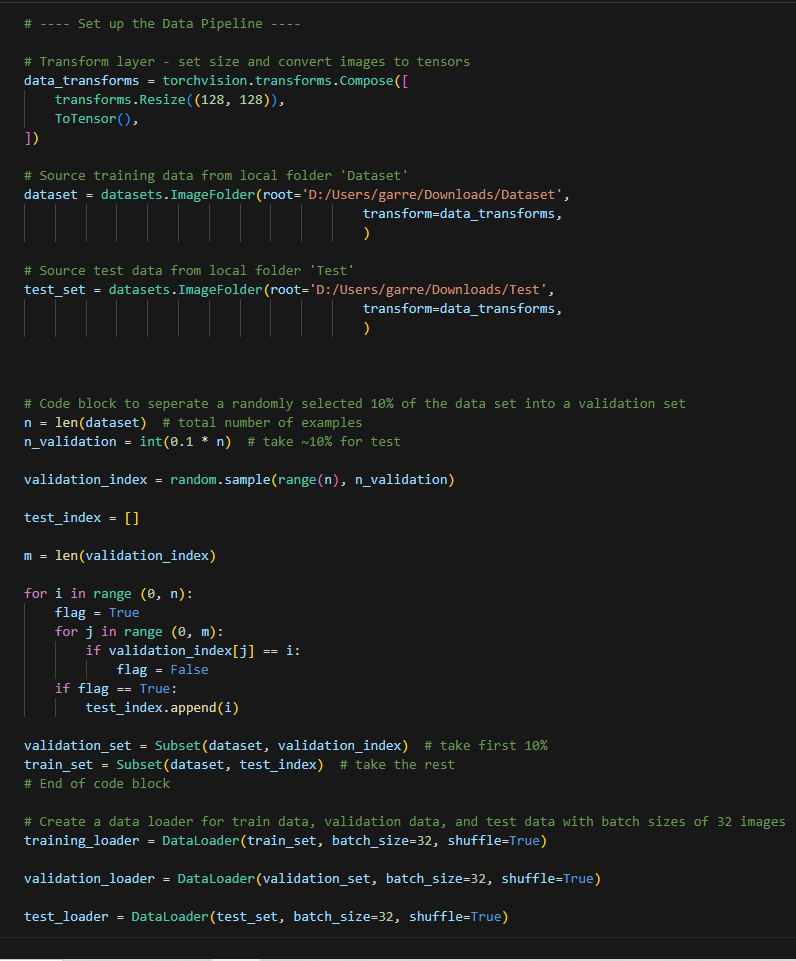 # ---- Set up the Data Pipeline ----
# Transform layer - set size and convert images to tensors
data_transforms = torchvision.transforms.Compose([
    transforms.Resize((128, 128)),
    ToTensor(),
])
# Source training data from local folder 'Dataset'
dataset = datasets.ImageFolder(root='D:/Users/garre/Downloads/Dataset',
                                            transform=data_transforms,
                                            )
# Source test data from local folder 'Test'
test_set = datasets.ImageFolder(root='D:/Users/garre/Downloads/Test',
                                            transform=data_transforms,
                                            )
# Code block to seperate a randomly selected 10% of the data set into a validation set
n = len(dataset)  # total number of examples
n_validation = int(0.1 * n)  # take ~10% for test
validation_index = random.sample(range(n), n_validation)
test_index = []
m = len(validation_index)
for i in range (0, n):
    flag = True
    for j in range (0, m):
        if validation_index[j] == i:
            flag = False
    if flag == True:
        test_index.append(i)
validation_set = Subset(dataset, validation_index)  # take first 10%
train_set = Subset(dataset, test_index)  # take the rest
# End of code block
# Create a data loader for train data, validation data, and test data with batch sizes of 32 images
training_loader = DataLoader(train_set, batch_size=32, shuffle=True)
validation_loader = DataLoader(validation_set, batch_size=32, shuffle=True)
test_loader = DataLoader(test_set, batch_size=32, shuffle=True)